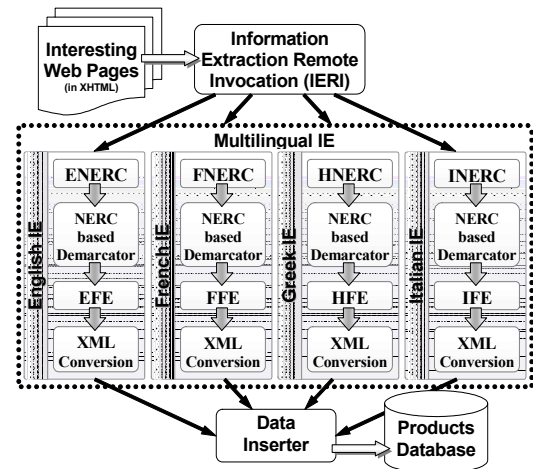 Interesting
Web Pages
(in XHTML)
Information
Extraction Remote
Invocation (IERI)
Multilingual IE
English IE
ENERC
NERC
based
Demarcator
EFE
XML
Conversion
French IE
FNERC
NERC
based
Demarcator
FFE
XML
Conversion
Greek IE
HNERC
NERC
based
Demarcator
HFE
XML
Conversion
Italian IE
INERC
NERC
based
Demarcator
IFE
XML
Conversion
Data
Inserter
Products
Database